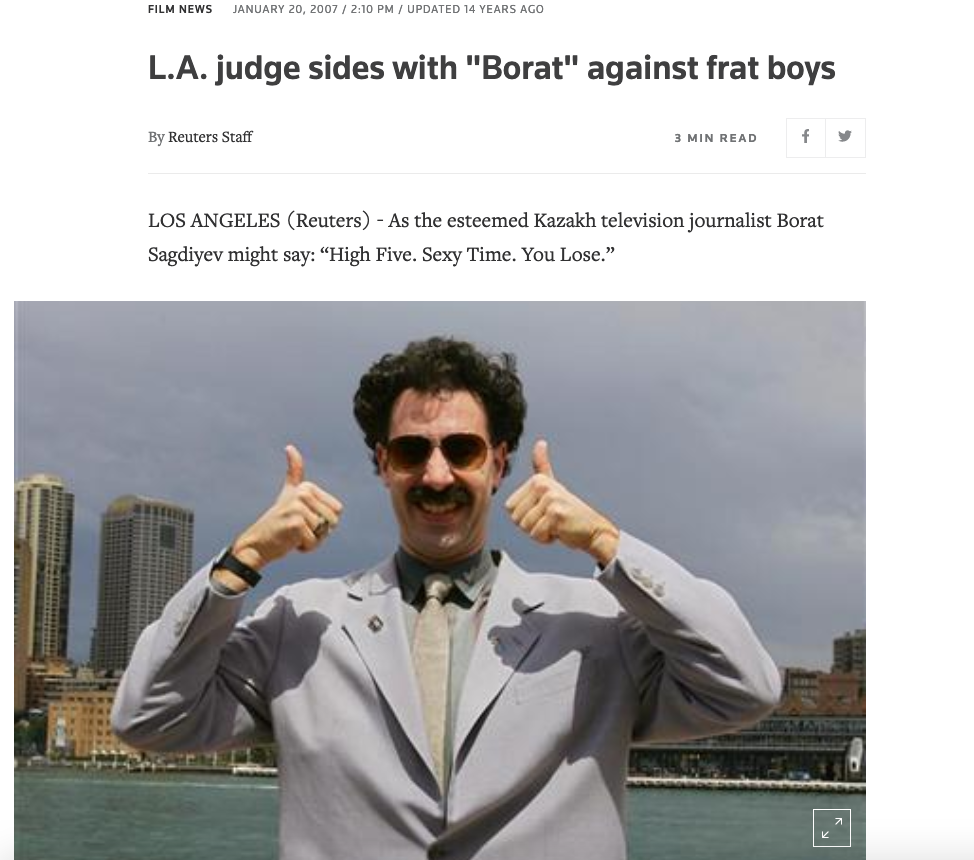 FILM NEWS JANUARY 20, 2007 / 2:10 PM / UPDATED 14 YEARS AGO
L.A. judge sides with "Borat" against frat boys
By Reuters Staff
3 MIN READ
LOS ANGELES (Reuters) - As the esteemed Kazakh television journalist Borat
Sagdiyev might say: “High Five. Sexy Time. You Lose.”